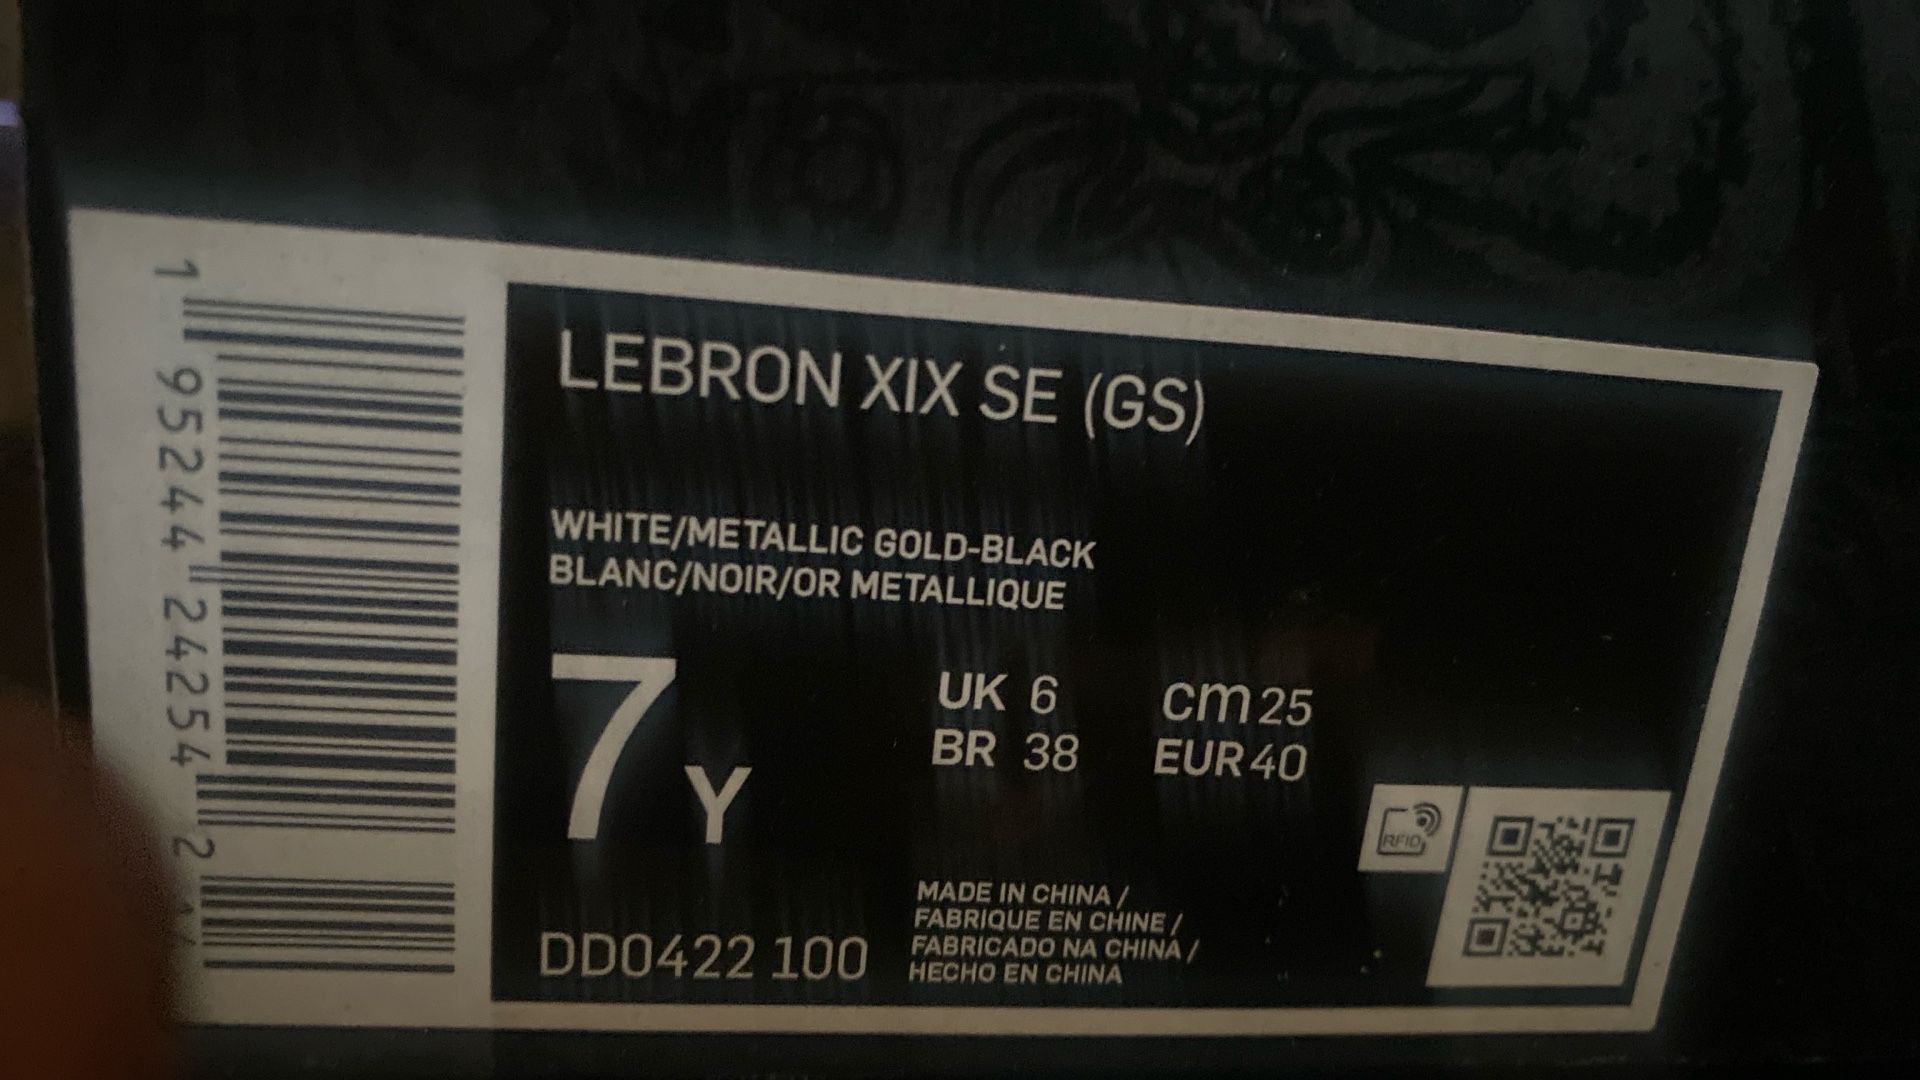 LEBRON XIX SE (GS)
WHITE/METALLIC GOLD-BLACK
BLANC/NOIR/OR METALLIQUE
7 Y
UK 6
BR 38
cm 25
EUR 40
DD0422 100
MADE IN CHINA /
FABRIQUE EN CHINE /
FABRICADO NA CHINA /
HECHO EN CHINA
RFID
1 95244 24254 2